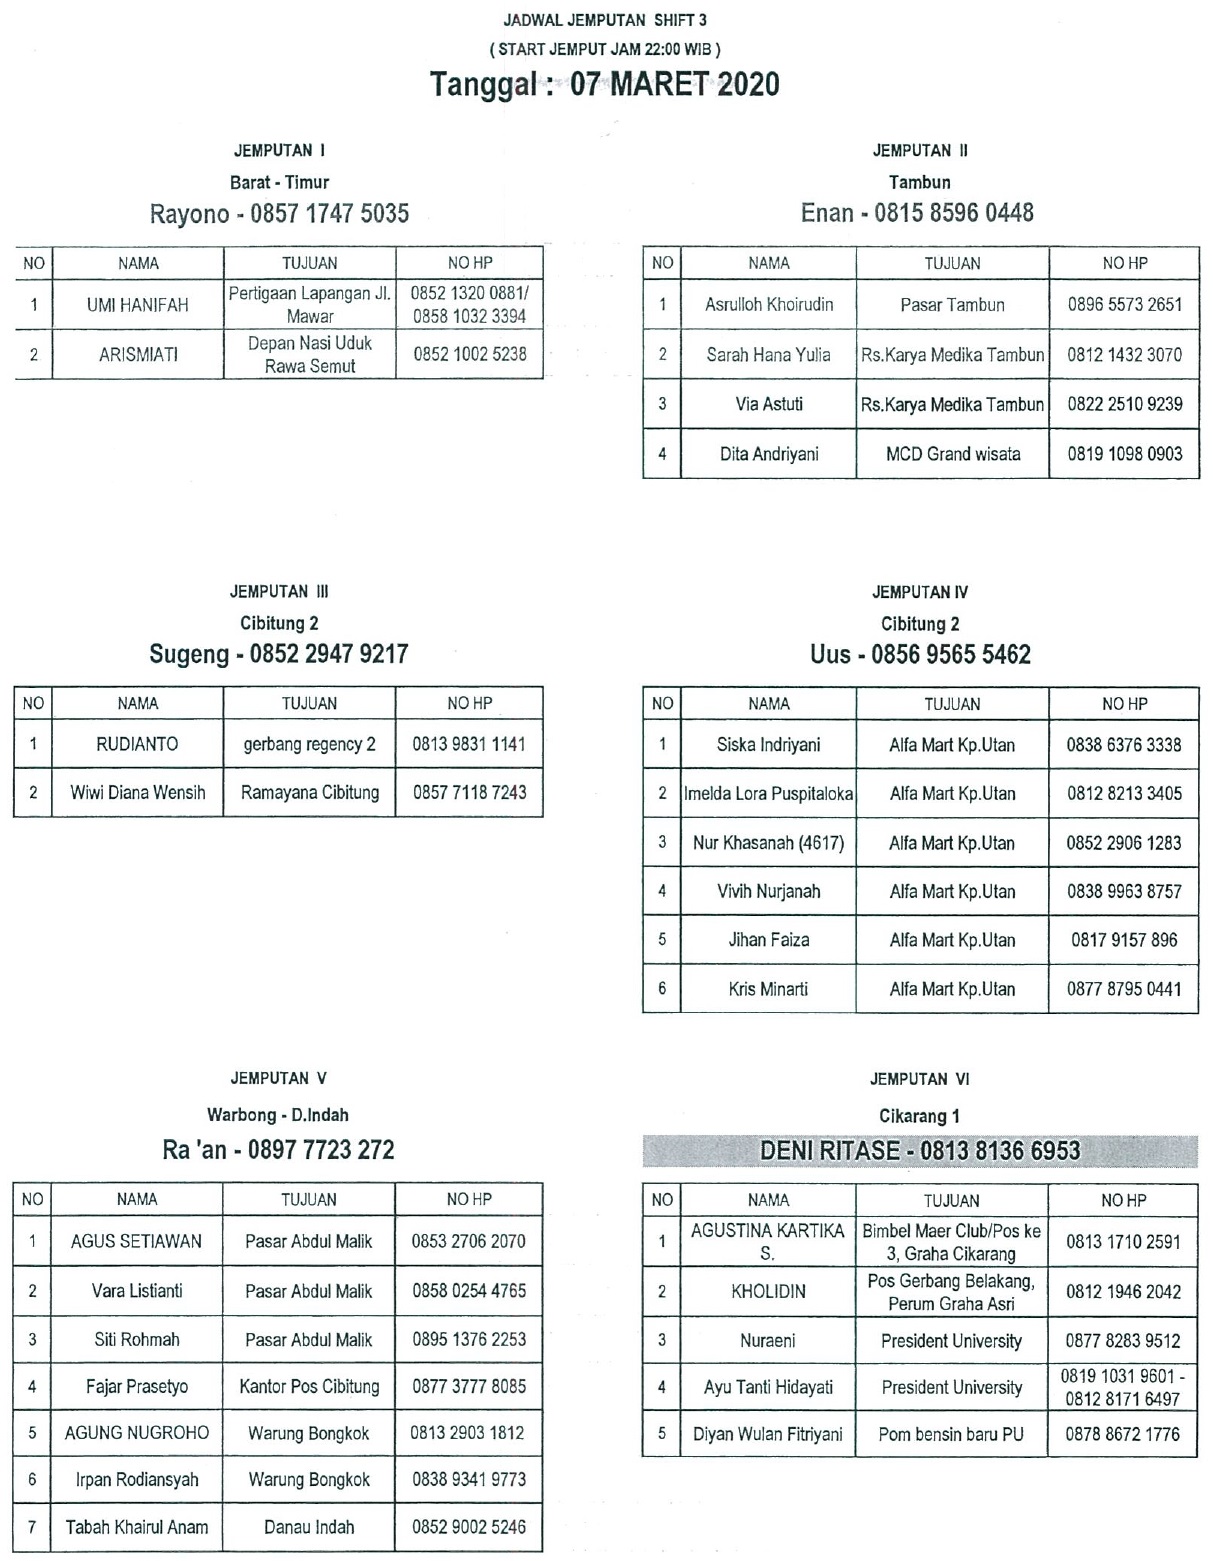 JADWAL JEMPUTAN SHIFT 3
( START JEMPUT JAM 22:00 WIB )
Tanggal : 07 MARET 2020
JEMPUTAN I
Barat - Timur
Rayono - 0857 1747 5035
NO NAMA TUJUAN NO HP
1 UMI HANIFAH Pertigaan Lapangan Jl. Mawar 0852 1320 0881/ 0858 1032 3394
2 ARISMIATI Depan Nasi Uduk Rawa Semut 0852 1002 5238
JEMPUTAN II
Tambun
Enan - 0815 8596 0448
NO NAMA TUJUAN NO HP
1 Asrulloh Khoirudin Pasar Tambun 0896 5573 2651
2 Sarah Hana Yulia Rs.Karya Medika Tambun 0812 1432 3070
3 Via Astuti Rs.Karya Medika Tambun 0822 2510 9239
4 Dita Andriyani MCD Grand wisata 0819 1098 0903
JEMPUTAN III
Cibitung 2
Sugeng - 0852 2947 9217
NO NAMA TUJUAN NO HP
1 RUDIANTO gerbang regency 2 0813 9831 1141
2 Wiwi Diana Wensih Ramayana Cibitung 0857 7118 7243
JEMPUTAN IV
Cibitung 2
Uus - 0856 9565 5462
NO NAMA TUJUAN NO HP
1 Siska Indriyani Alfa Mart Kp.Utan 0838 6376 3338
2 Imelda Lora Puspitaloka Alfa Mart Kp.Utan 0812 8213 3405
3 Nur Khasanah (4617) Alfa Mart Kp.Utan 0852 2906 1283
4 Vivih Nurjanah Alfa Mart Kp.Utan 0838 9963 8757
5 Jihan Faiza Alfa Mart Kp.Utan 0817 9157 896
6 Kris Minarti Alfa Mart Kp.Utan 0877 8795 0441
JEMPUTAN V
Warbong - D.Indah
Ra 'an - 0897 7723 272
NO NAMA TUJUAN NO HP
1 AGUS SETIAWAN Pasar Abdul Malik 0853 2706 2070
2 Vara Listianti Pasar Abdul Malik 0858 0254 4765
3 Siti Rohmah Pasar Abdul Malik 0895 1376 2253
4 Fajar Prasetyo Kantor Pos Cibitung 0877 3777 8085
5 AGUNG NUGROHO Warung Bongkok 0813 2903 1812
6 Irpan Rodiansyah Warung Bongkok 0838 9341 9773
7 Tabah Khairul Anam Danau Indah 0852 9002 5246
JEMPUTAN VI
Cikarang 1
DENI RITASE - 0813 8136 6953
NO NAMA TUJUAN NO HP
1 AGUSTINA KARTIKA S. Bimbel Maer Club/Pos ke 3, Graha Cikarang 0813 1710 2591
2 KHOLIDIN Pos Gerbang Belakang, Perum Graha Asri 0812 1946 2042
3 Nuraeni President University 0877 8283 9512
4 Ayu Tanti Hidayati President University 0819 1031 9601 - 0812 8171 6497
5 Diyan Wulan Fitriyani Pom bensin baru PU 0878 8672 1776